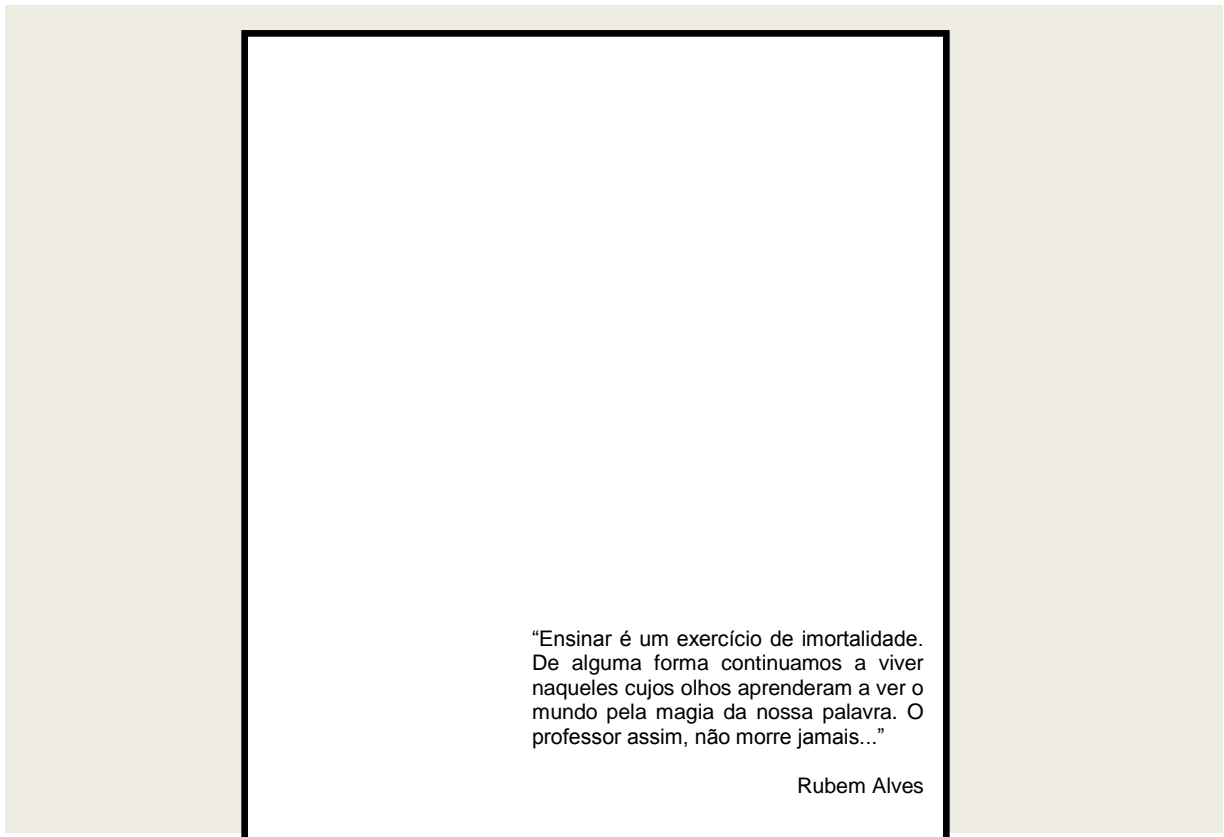 “Ensinar é um exercício de imortalidade.
De alguma forma continuamos a viver
naqueles cujos olhos aprenderam a ver o
mundo pela magia da nossa palavra. O
professor assim, não morre jamais...”
Rubem Alves